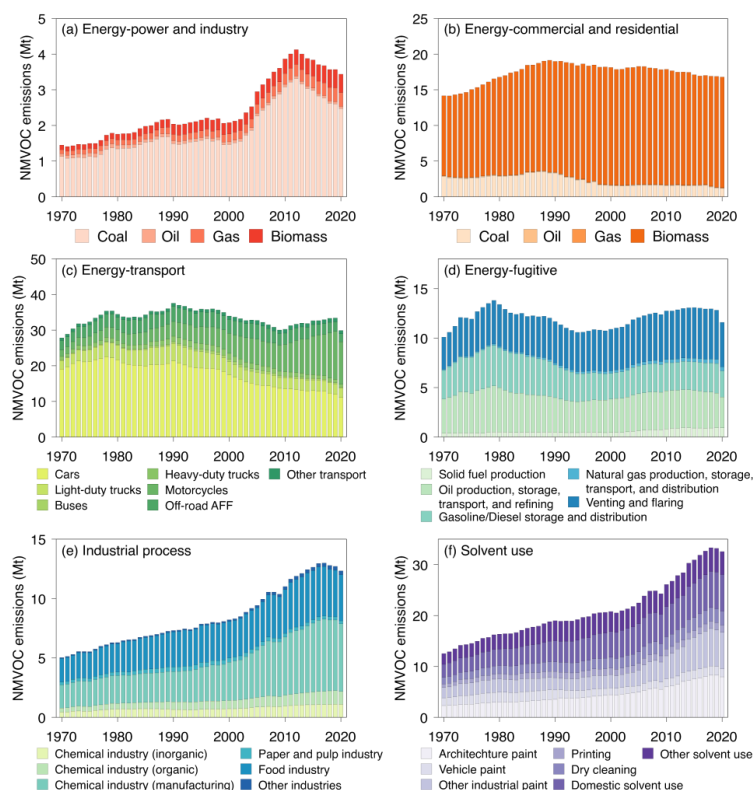 (a) Energy-power and industry
NMVOC emissions (Mt)
5
4
3
2
1
0
1970 1980 1990 2000 2010 2020
Coal Oil Gas Biomass
(b) Energy-commercial and residential
NMVOC emissions (Mt)
25
20
15
10
5
0
1970 1980 1990 2000 2010 2020
Coal Oil Gas Biomass
(c) Energy-transport
NMVOC emissions (Mt)
50
40
30
20
10
0
1970 1980 1990 2000 2010 2020
Cars Heavy-duty trucks Other transport
Light-duty trucks Motorcycles
Buses Off-road AFF
(d) Energy-fugitive
NMVOC emissions (Mt)
15
10
5
0
1970 1980 1990 2000 2010 2020
Solid fuel production
Oil production, storage,
transport, and refining
Gasoline/Diesel storage and distribution
Natural gas production, storage,
transport, and distribution
Venting and flaring
(e) Industrial process
NMVOC emissions (Mt)
15
10
5
0
1970 1980 1990 2000 2010 2020
Chemical industry (inorganic) Paper and pulp industry
Chemical industry (organic) Food industry
Chemical industry (manufacturing) Other industries
(f) Solvent use
NMVOC emissions (Mt)
30
20
10
0
1970 1980 1990 2000 2010 2020
Architechture paint Printing Other solvent use
Vehicle paint Dry cleaning
Other industrial paint Domestic solvent use